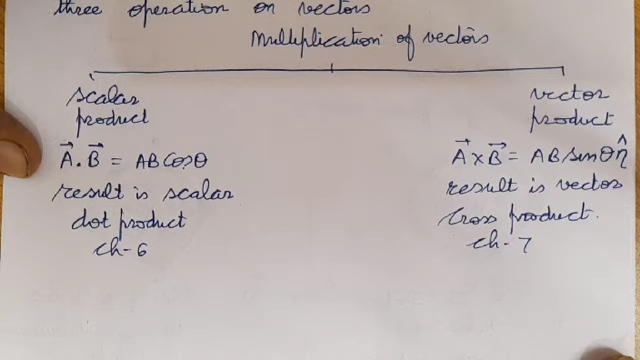 three operation on vectors
Multiplication of vectors
scalar product
A⃗ . B⃗ = AB Cosθ
result is scalar
dot product
ch-6
vector product
A⃗ × B⃗ = AB sinθ n̂
result is vector
Cross product.
ch-7